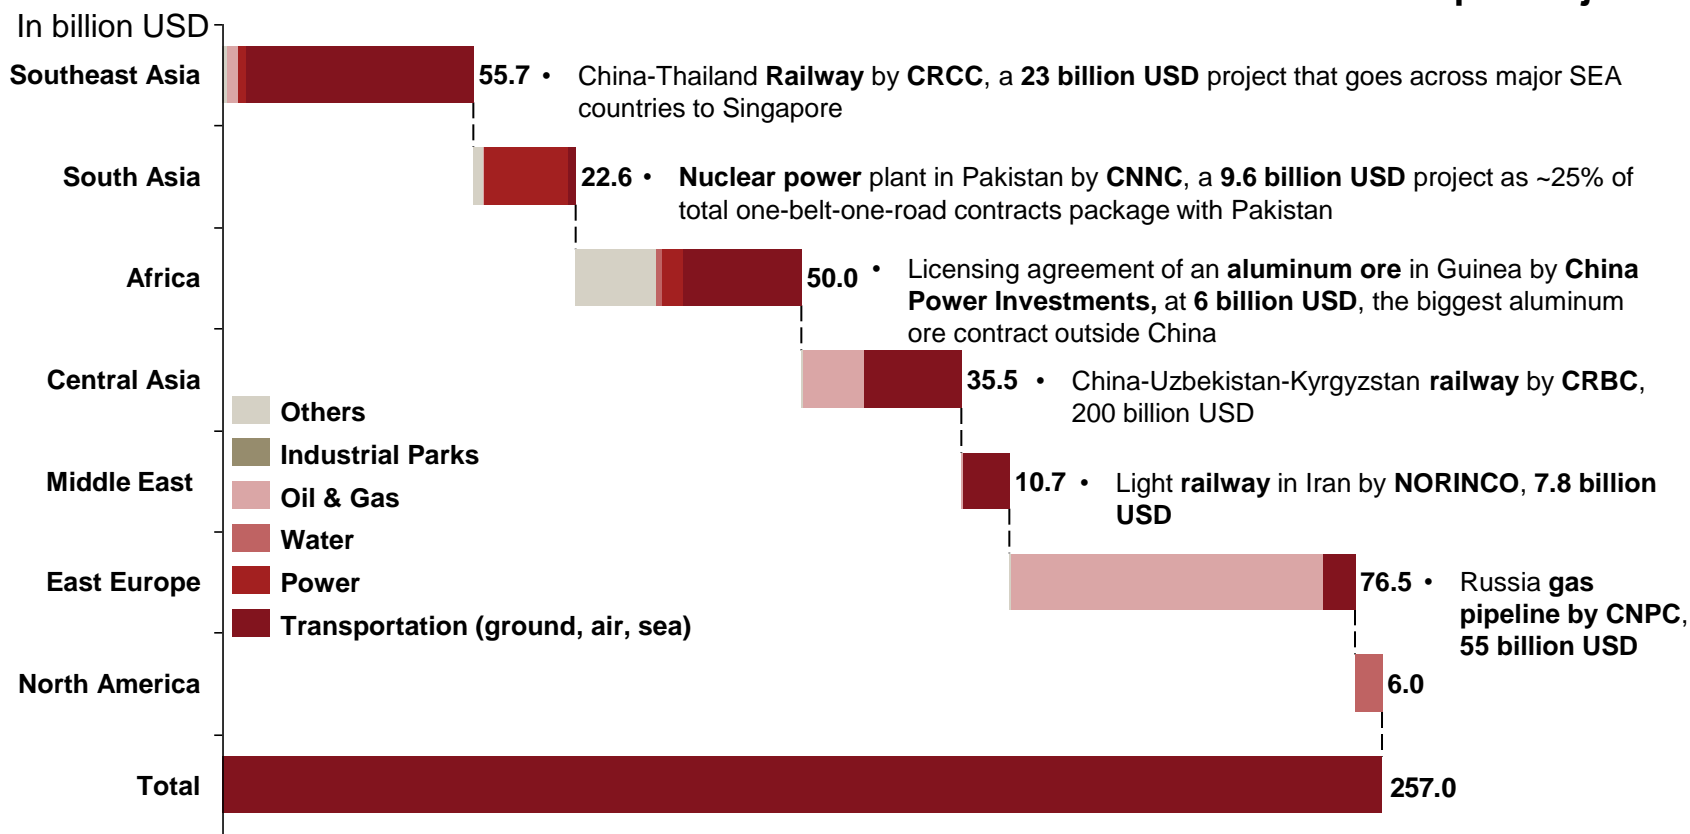 In billion USD
Southeast Asia
55.7
• China-Thailand Railway by CRCC, a 23 billion USD project that goes across major SEA
countries to Singapore
South Asia
22.6
• Nuclear power plant in Pakistan by CNNC, a 9.6 billion USD project as ~25% of
total one-belt-one-road contracts package with Pakistan
Africa
50.0
• Licensing agreement of an aluminum ore in Guinea by China
Power Investments, at 6 billion USD, the biggest aluminum
ore contract outside China
Central Asia
35.5
• China-Uzbekistan-Kyrgyzstan railway by CRBC,
200 billion USD
Others
Industrial Parks
Oil & Gas
Water
Power
Transportation (ground, air, sea)
Middle East
10.7
• Light railway in Iran by NORINCO, 7.8 billion
USD
East Europe
76.5
• Russia gas
pipeline by CNPC,
55 billion USD
North America
6.0
Total
257.0